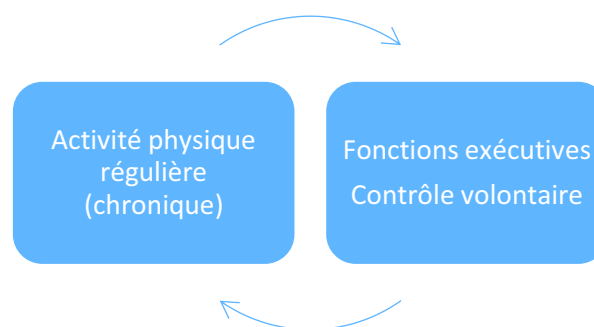 Activité physique
régulière
(chronique)
Fonctions exécutives
Contrôle volontaire